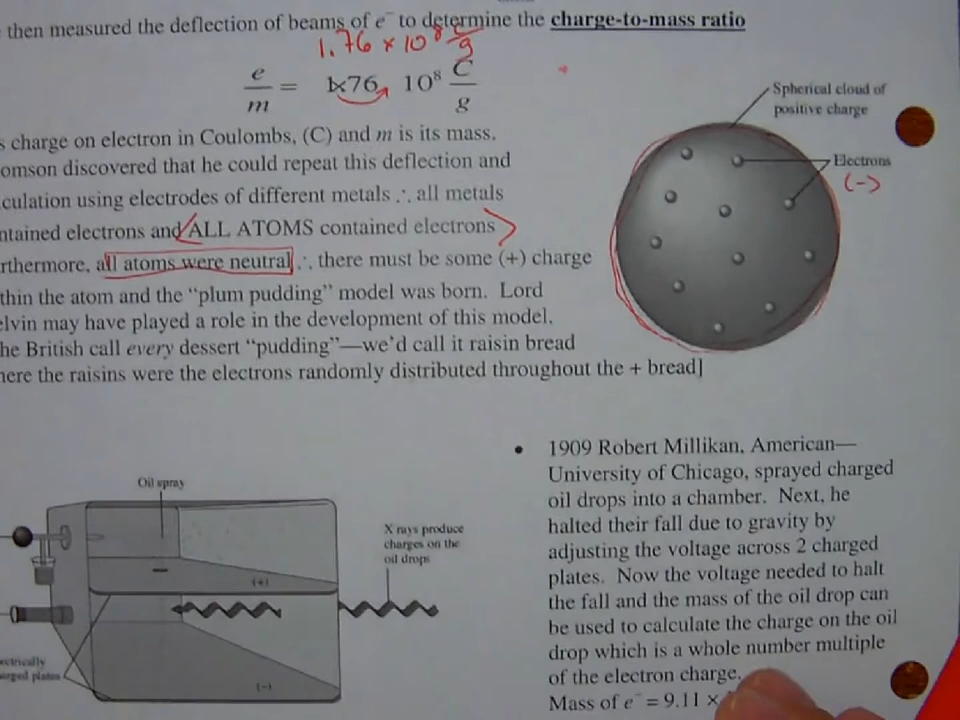 then measured the deflection of beams of e⁻ to determine the charge-to-mass ratio
1.76 × 10⁸ C/g
e/m = 1.76 10⁸ C/g
charge on electron in Coulombs, (C) and m is its mass.
omson discovered that he could repeat this deflection and
culation using electrodes of different metals ∴ all metals
ntained electrons and ALL ATOMS contained electrons
rthermore, all atoms were neutral ∴ there must be some (+) charge
thin the atom and the “plum pudding” model was born. Lord
elvin may have played a role in the development of this model.
he British call every dessert “pudding”—we’d call it raisin bread
here the raisins were the electrons randomly distributed throughout the + bread]
Spherical cloud of
positive charge
Electrons
(-)
Oil spray
X rays produce
charges on the
oil drops
(+)
(−)
ectrically
arged plates
• 1909 Robert Millikan, American—
University of Chicago, sprayed charged
oil drops into a chamber. Next, he
halted their fall due to gravity by
adjusting the voltage across 2 charged
plates. Now the voltage needed to halt
the fall and the mass of the oil drop can
be used to calculate the charge on the oil
drop which is a whole number multiple
of the electron charge.
Mass of e⁻ = 9.11 ×